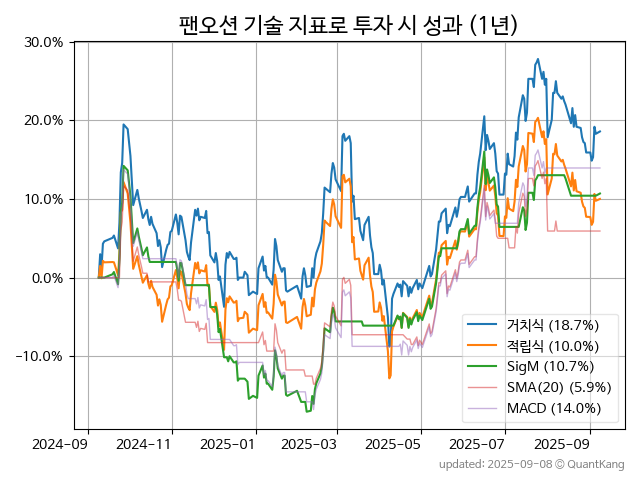 팬오션 기술 지표로 투자 시 성과 (1년)
30.0%
20.0%
10.0%
0.0%
−10.0%
거치식 (18.7%)
적립식 (10.0%)
SigM (10.7%)
SMA(20) (5.9%)
MACD (14.0%)
2024-09
2024-11
2025-01
2025-03
2025-05
2025-07
2025-09
updated: 2025-09-08 © QuantKang